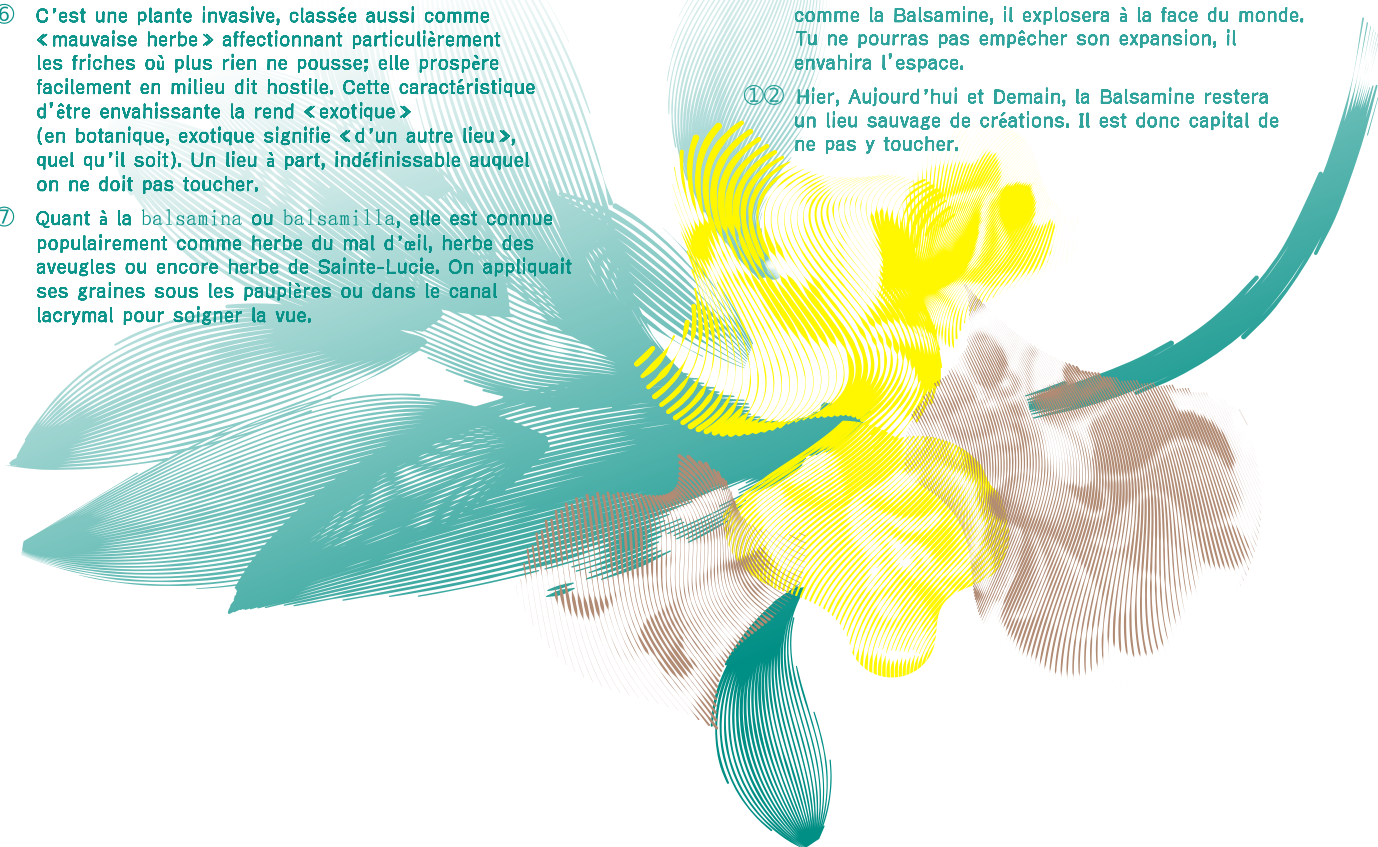 ⑥ C'est une plante invasive, classée aussi comme
«mauvaise herbe» affectionnant particulièrement
les friches où plus rien ne pousse; elle prospère
facilement en milieu dit hostile. Cette caractéristique
d'être envahissante la rend «exotique»
(en botanique, exotique signifie «d'un autre lieu»,
quel qu'il soit). Un lieu à part, indéfinissable auquel
on ne doit pas toucher.
⑦ Quant à la balsamina ou balsamilla, elle est connue
populairement comme herbe du mal d'œil, herbe des
aveugles ou encore herbe de Sainte-Lucie. On appliquait
ses graines sous les paupières ou dans le canal
lacrymal pour soigner la vue.
comme la Balsamine, il explosera à la face du monde.
Tu ne pourras pas empêcher son expansion, il
envahira l'espace.
①② Hier, Aujourd'hui et Demain, la Balsamine restera
un lieu sauvage de créations. Il est donc capital de
ne pas y toucher.